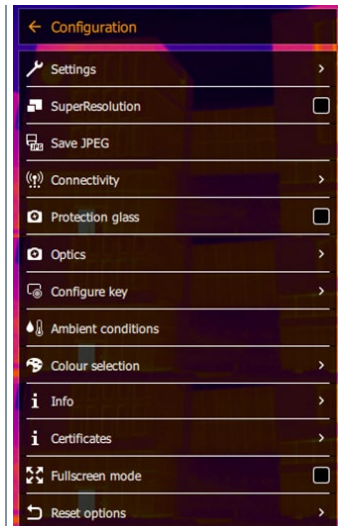 Configuration
Settings
SuperResolution
JPEG
Save JPEG
Connectivity
Protection glass
Optics
Configure key
Ambient conditions
Colour selection
Info
Certificates
Fullscreen mode
Reset options